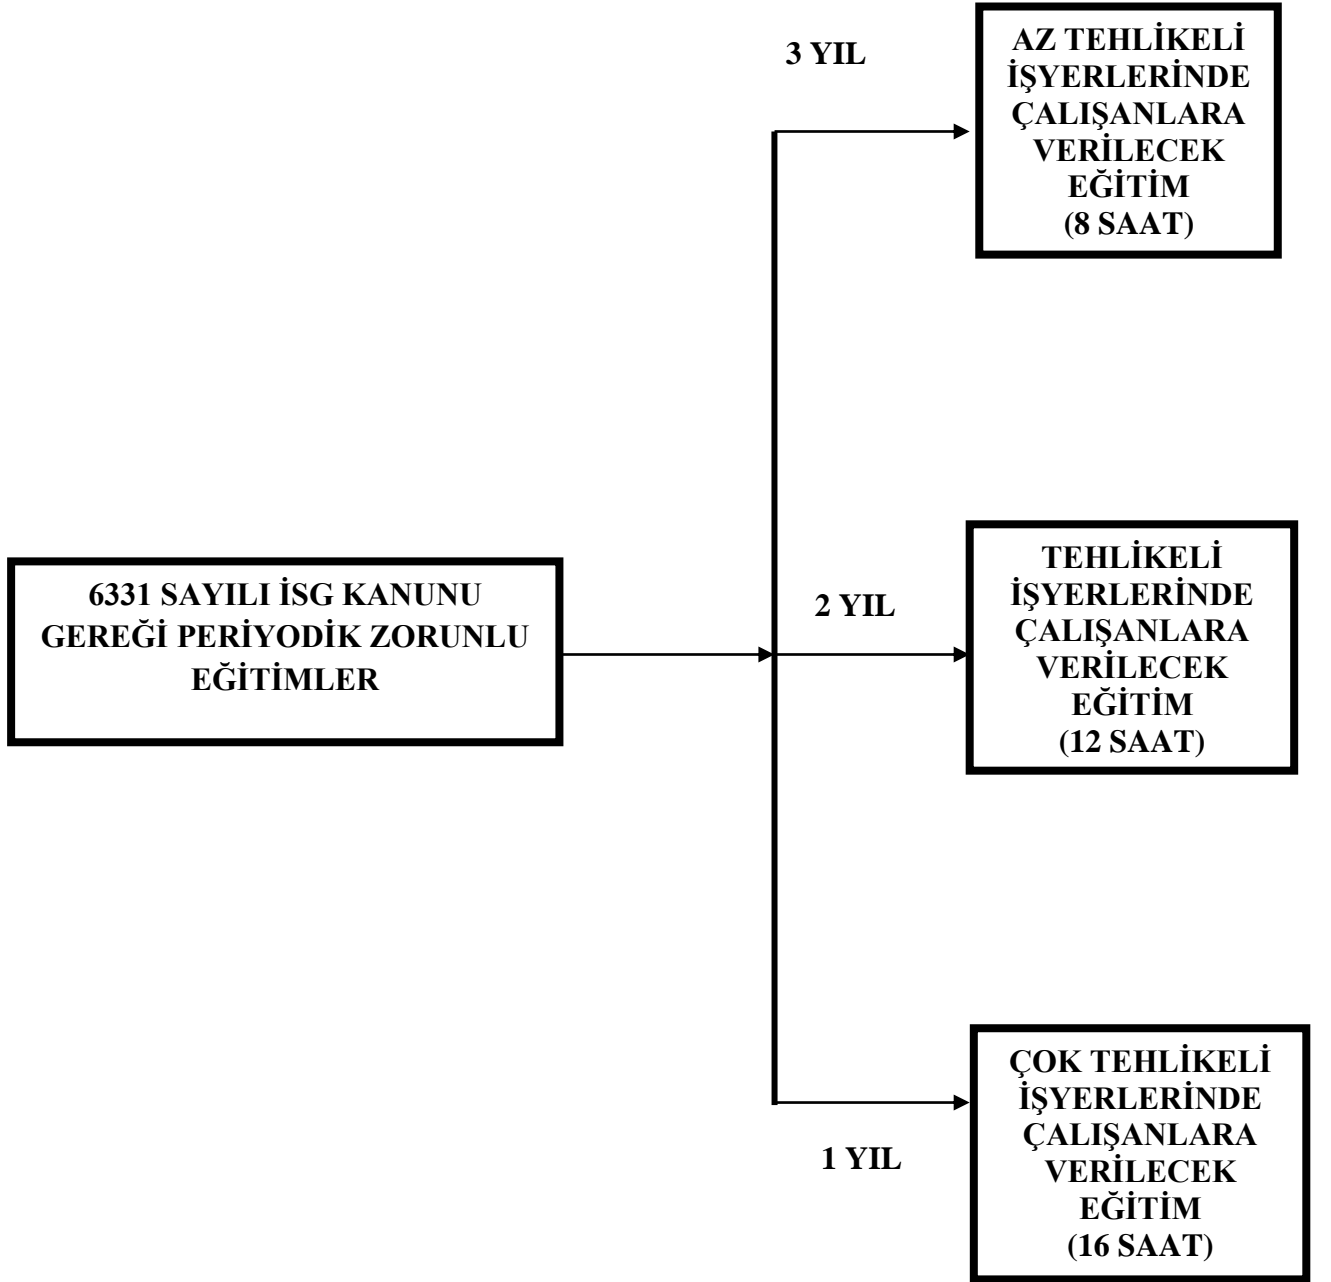 3 YIL
AZ TEHLİKELİ
İŞYERLERİNDE
ÇALIŞANLARA
VERİLECEK
EĞİTİM
(8 SAAT)
6331 SAYILI İSG KANUNU
GEREĞİ PERİYODİK ZORUNLU
EĞİTİMLER
2 YIL
TEHLİKELİ
İŞYERLERİNDE
ÇALIŞANLARA
VERİLECEK
EĞİTİM
(12 SAAT)
1 YIL
ÇOK TEHLİKELİ
İŞYERLERİNDE
ÇALIŞANLARA
VERİLECEK
EĞİTİM
(16 SAAT)